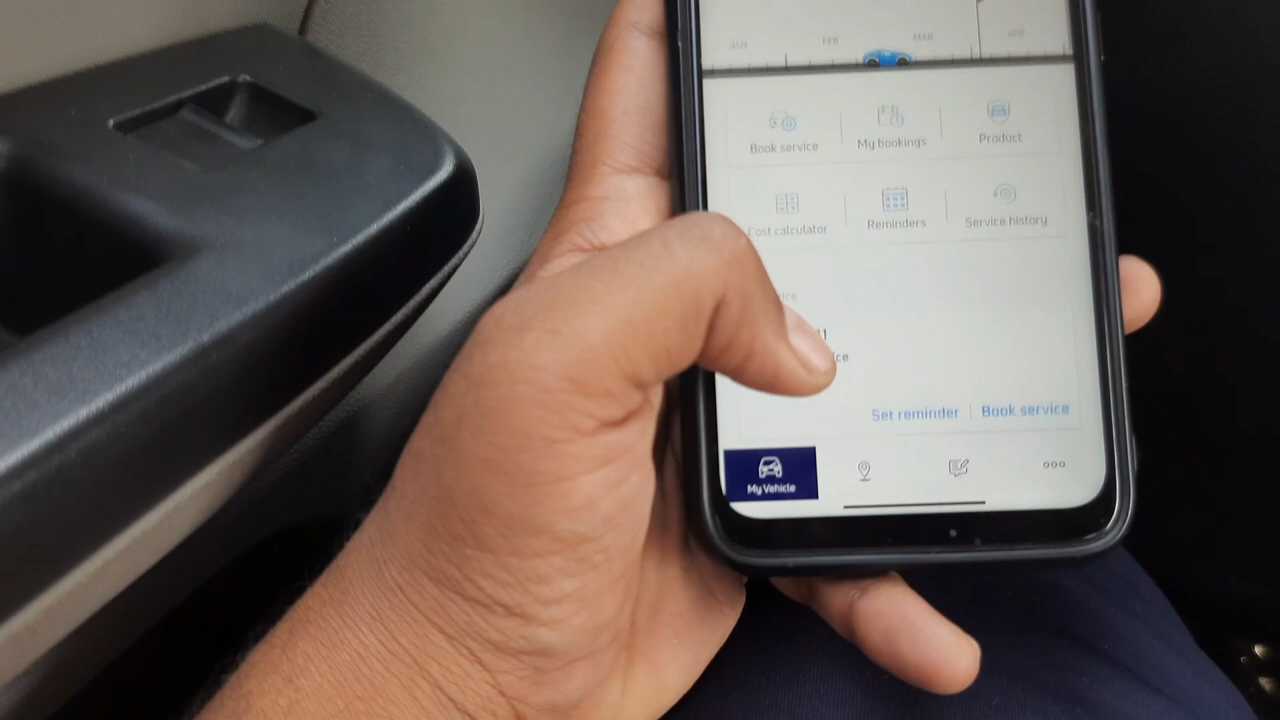 JAN FEB MAR APR
Book service My bookings Product
Cost calculator Reminders Service history
Set reminder Book service
My Vehicle